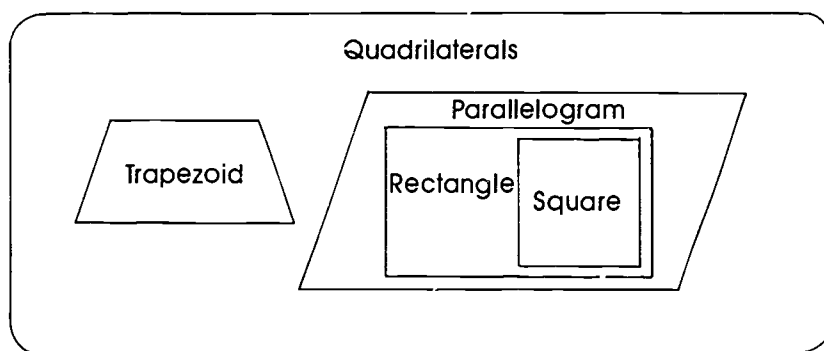 Quadrilaterals
Parallelogram
Trapezoid
Rectangle
Square